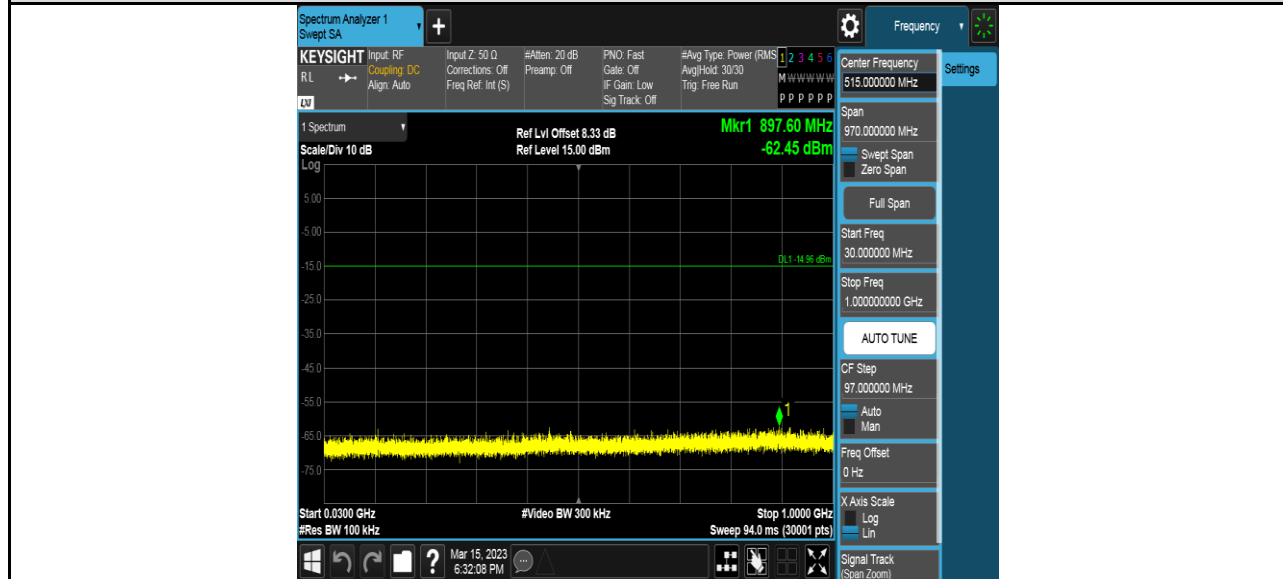 Spectrum Analyzer 1
Swept SA
+
Frequency
KEYSIGHT
RL
LXI
Input: RF
Coupling: DC
Align: Auto
Input Z: 50 Ω
Corrections: Off
Freq Ref: Int (S)
#Atten: 20 dB
Preamp: Off
PNO: Fast
Gate: Off
IF Gain: Low
Sig Track: Off
#Avg Type: Power (RMS
Avg|Hold: 30/30
Trig: Free Run
1 2 3 4 5 6
M W W W W W
P P P P P P
1 Spectrum
Scale/Div 10 dB
Log
Ref Lvl Offset 8.33 dB
Ref Level 15.00 dBm
Mkr1 897.60 MHz
-62.45 dBm
5.00
-5.00
-15.0
-25.0
-35.0
-45.0
-55.0
-65.0
-75.0
DL1 -14.96 dBm
1
Start 0.0300 GHz
#Res BW 100 kHz
#Video BW 300 kHz
Stop 1.0000 GHz
Sweep 94.0 ms (30001 pts)
?
Mar 15, 2023
6:32:08 PM
Center Frequency
515.000000 MHz
Settings
Span
970.000000 MHz
Swept Span
Zero Span
Full Span
Start Freq
30.000000 MHz
Stop Freq
1.000000000 GHz
AUTO TUNE
CF Step
97.000000 MHz
Auto
Man
Freq Offset
0 Hz
X Axis Scale
Log
Lin
Signal Track
(Span Zoom)